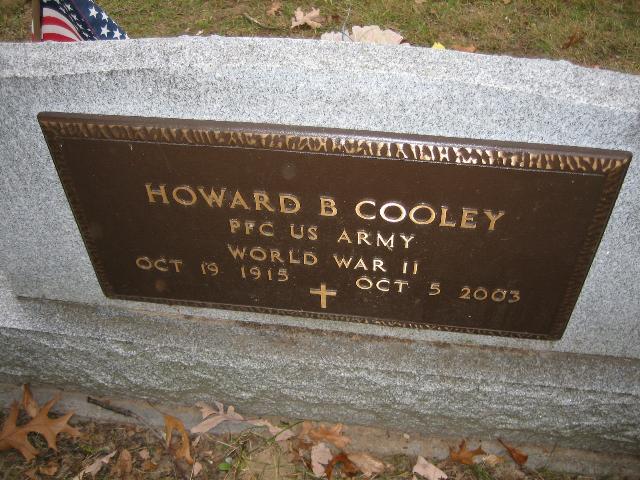 HOWARD B COOLEY
PFC US ARMY
WORLD WAR II
OCT 19 1915 OCT 5 2003